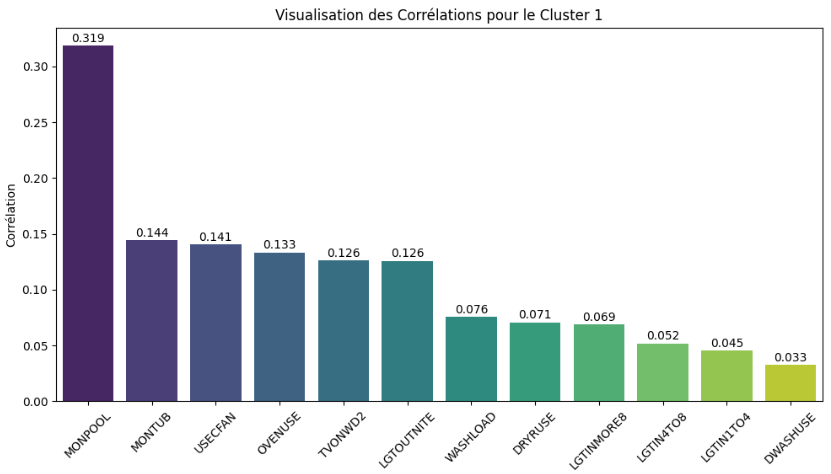 Visualisation des Corrélations pour le Cluster 1
Corrélation
0.30
0.25
0.20
0.15
0.10
0.05
0.00
0.319
0.144
0.141
0.133
0.126
0.126
0.076
0.071
0.069
0.052
0.045
0.033
MONPOOL
MONTUB
USECFAN
OVENUSE
TVONWD2
LGTOUTNITE
WASHLOAD
DRYRUSE
LGTINMORE8
LGTIN4TO8
LGTIN1TO4
DWASHUSE